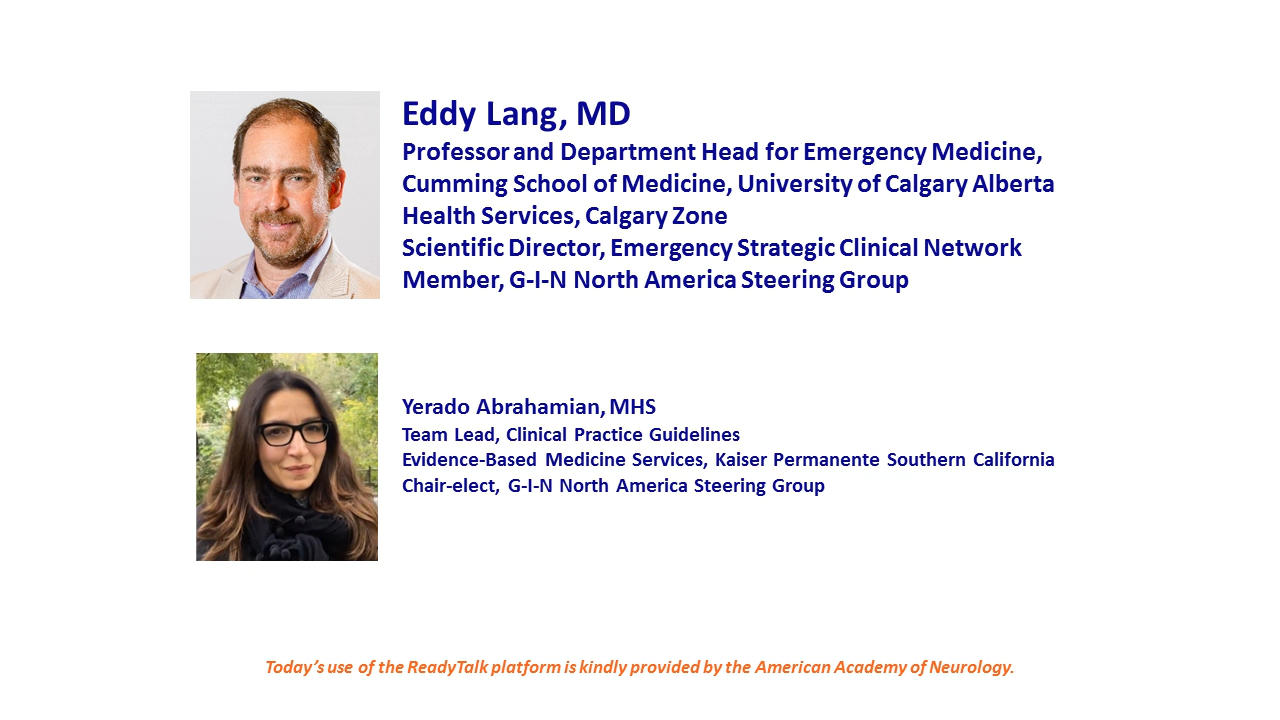 Eddy Lang, MD
Professor and Department Head for Emergency Medicine,
Cumming School of Medicine, University of Calgary Alberta
Health Services, Calgary Zone
Scientific Director, Emergency Strategic Clinical Network
Member, G-I-N North America Steering Group
Yerado Abrahamian, MHS
Team Lead, Clinical Practice Guidelines
Evidence-Based Medicine Services, Kaiser Permanente Southern California
Chair-elect, G-I-N North America Steering Group
Today’s use of the ReadyTalk platform is kindly provided by the American Academy of Neurology.